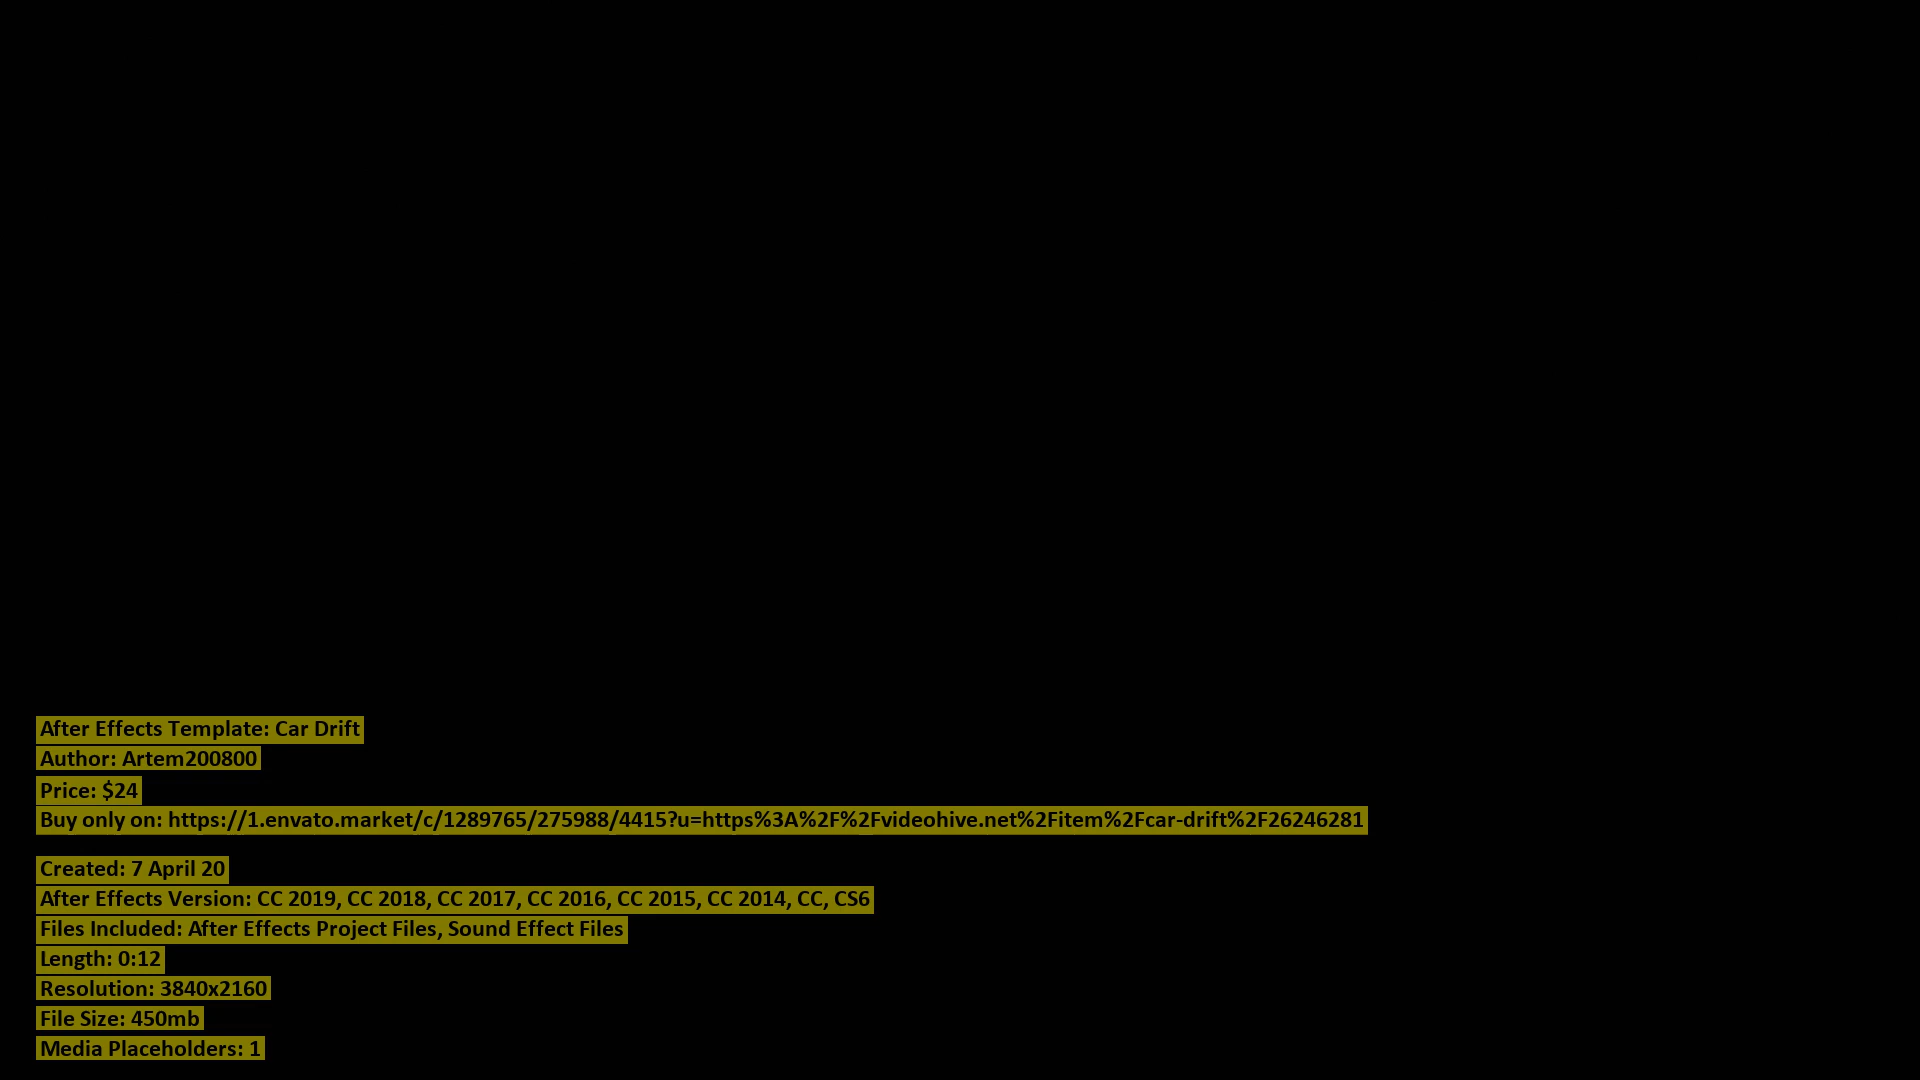 After Effects Template: Car Drift
Author: Artem200800
Price: $24
Buy only on: https://1.envato.market/c/1289765/275988/4415?u=https%3A%2F%2Fvideohive.net%2Fitem%2Fcar-drift%2F26246281
Created: 7 April 20
After Effects Version: CC 2019, CC 2018, CC 2017, CC 2016, CC 2015, CC 2014, CC, CS6
Files Included: After Effects Project Files, Sound Effect Files
Length: 0:12
Resolution: 3840x2160
File Size: 450mb
Media Placeholders: 1